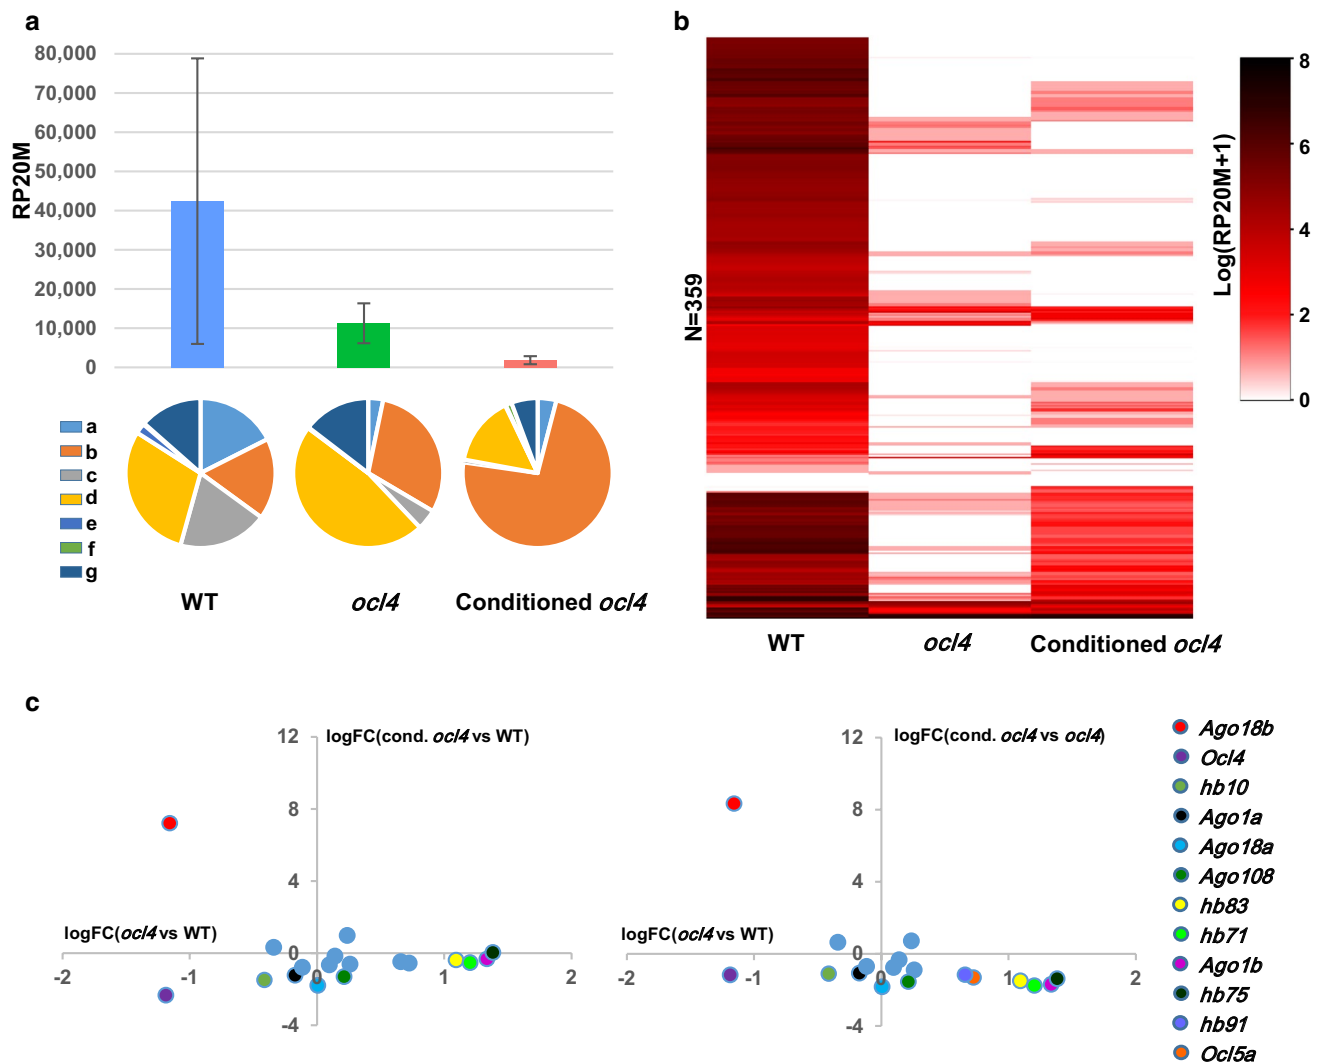 a
80,000
70,000
60,000
50,000
40,000
30,000
20,000
10,000
0
RP20M
a
b
c
d
e
f
g
WT
ocl4
Conditioned ocl4
b
N=359
WT
ocl4
Conditioned ocl4
Log(RP20M+1)
8
6
4
2
0
c
logFC(cond. ocl4 vs WT)
12
8
4
0
-4
logFC(ocl4 vs WT)
-2
-1
0
1
2
logFC(cond. ocl4 vs ocl4)
12
8
4
0
-4
logFC(ocl4 vs WT)
-2
-1
0
1
2
Ago18b
Ocl4
hb10
Ago1a
Ago18a
Ago108
hb83
hb71
Ago1b
hb75
hb91
Ocl5a